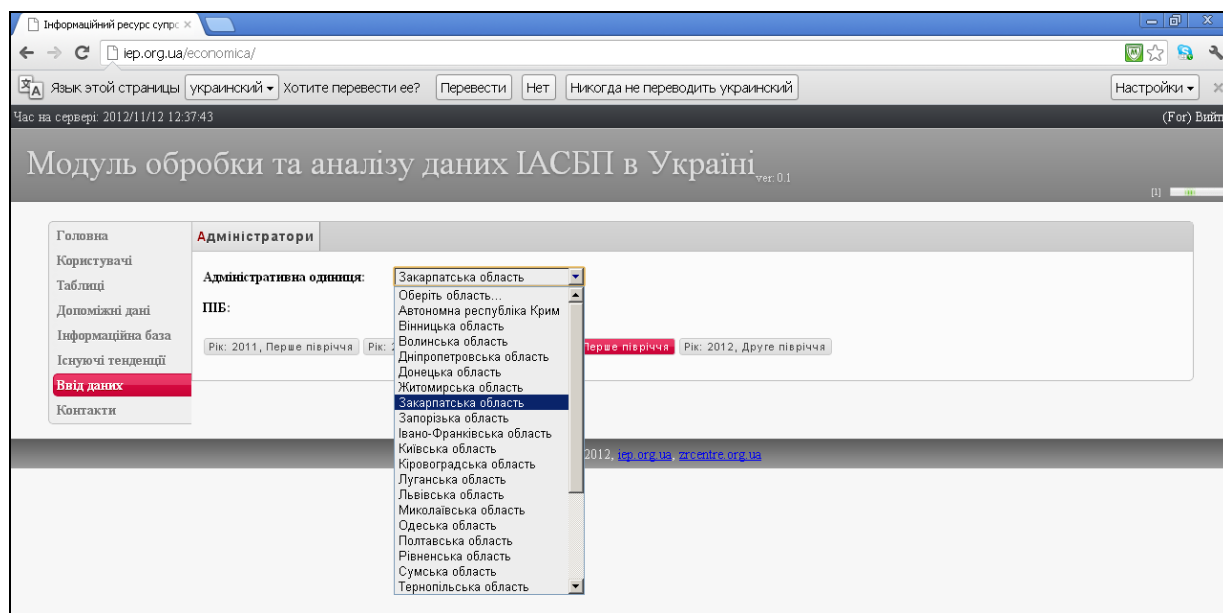 Інформаційний ресурс супрс
iep.org.ua/economica/
Язык этой страницы украинский Хотите перевести ее? Перевести Нет Никогда не переводить украинский Настройки
Час на сервері: 2012/11/12 12:37:43 (For) Вийти
Модуль обробки та аналізу даних ІАСБП в Україні ver: 0.1
[1]
Головна
Користувачі
Таблиці
Допоміжні дані
Інформаційна база
Існуючі тенденції
Ввід даних
Контакти
Адміністратори
Адміністративна одиниця: Закарпатська область
ПІБ:
Рік: 2011, Перше півріччя Рік: Перше півріччя Рік: 2012, Друге півріччя
Оберіть область...
Автономна республіка Крим
Вінницька область
Волинська область
Дніпропетровська область
Донецька область
Житомирська область
Закарпатська область
Запорізька область
Івано-Франківська область
Київська область
Кіровоградська область
Луганська область
Львівська область
Миколаївська область
Одеська область
Полтавська область
Рівненська область
Сумська область
Тернопільська область
2012, iep.org.ua, zrcentre.org.ua